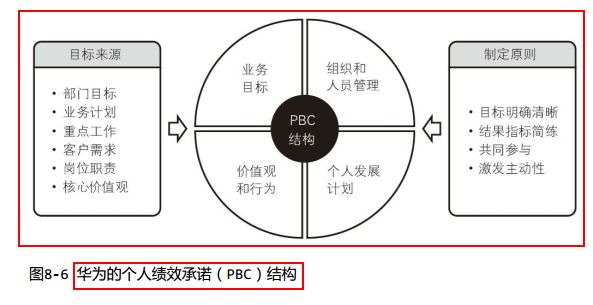 目标来源
• 部门目标
• 业务计划
• 重点工作
• 客户需求
• 岗位职责
• 核心价值观
业务
目标
组织和
人员管理
PBC
结构
价值观
和行为
个人发展
计划
制定原则
• 目标明确清晰
• 结果指标简练
• 共同参与
• 激发主动性
图8-6 华为的个人绩效承诺（PBC）结构